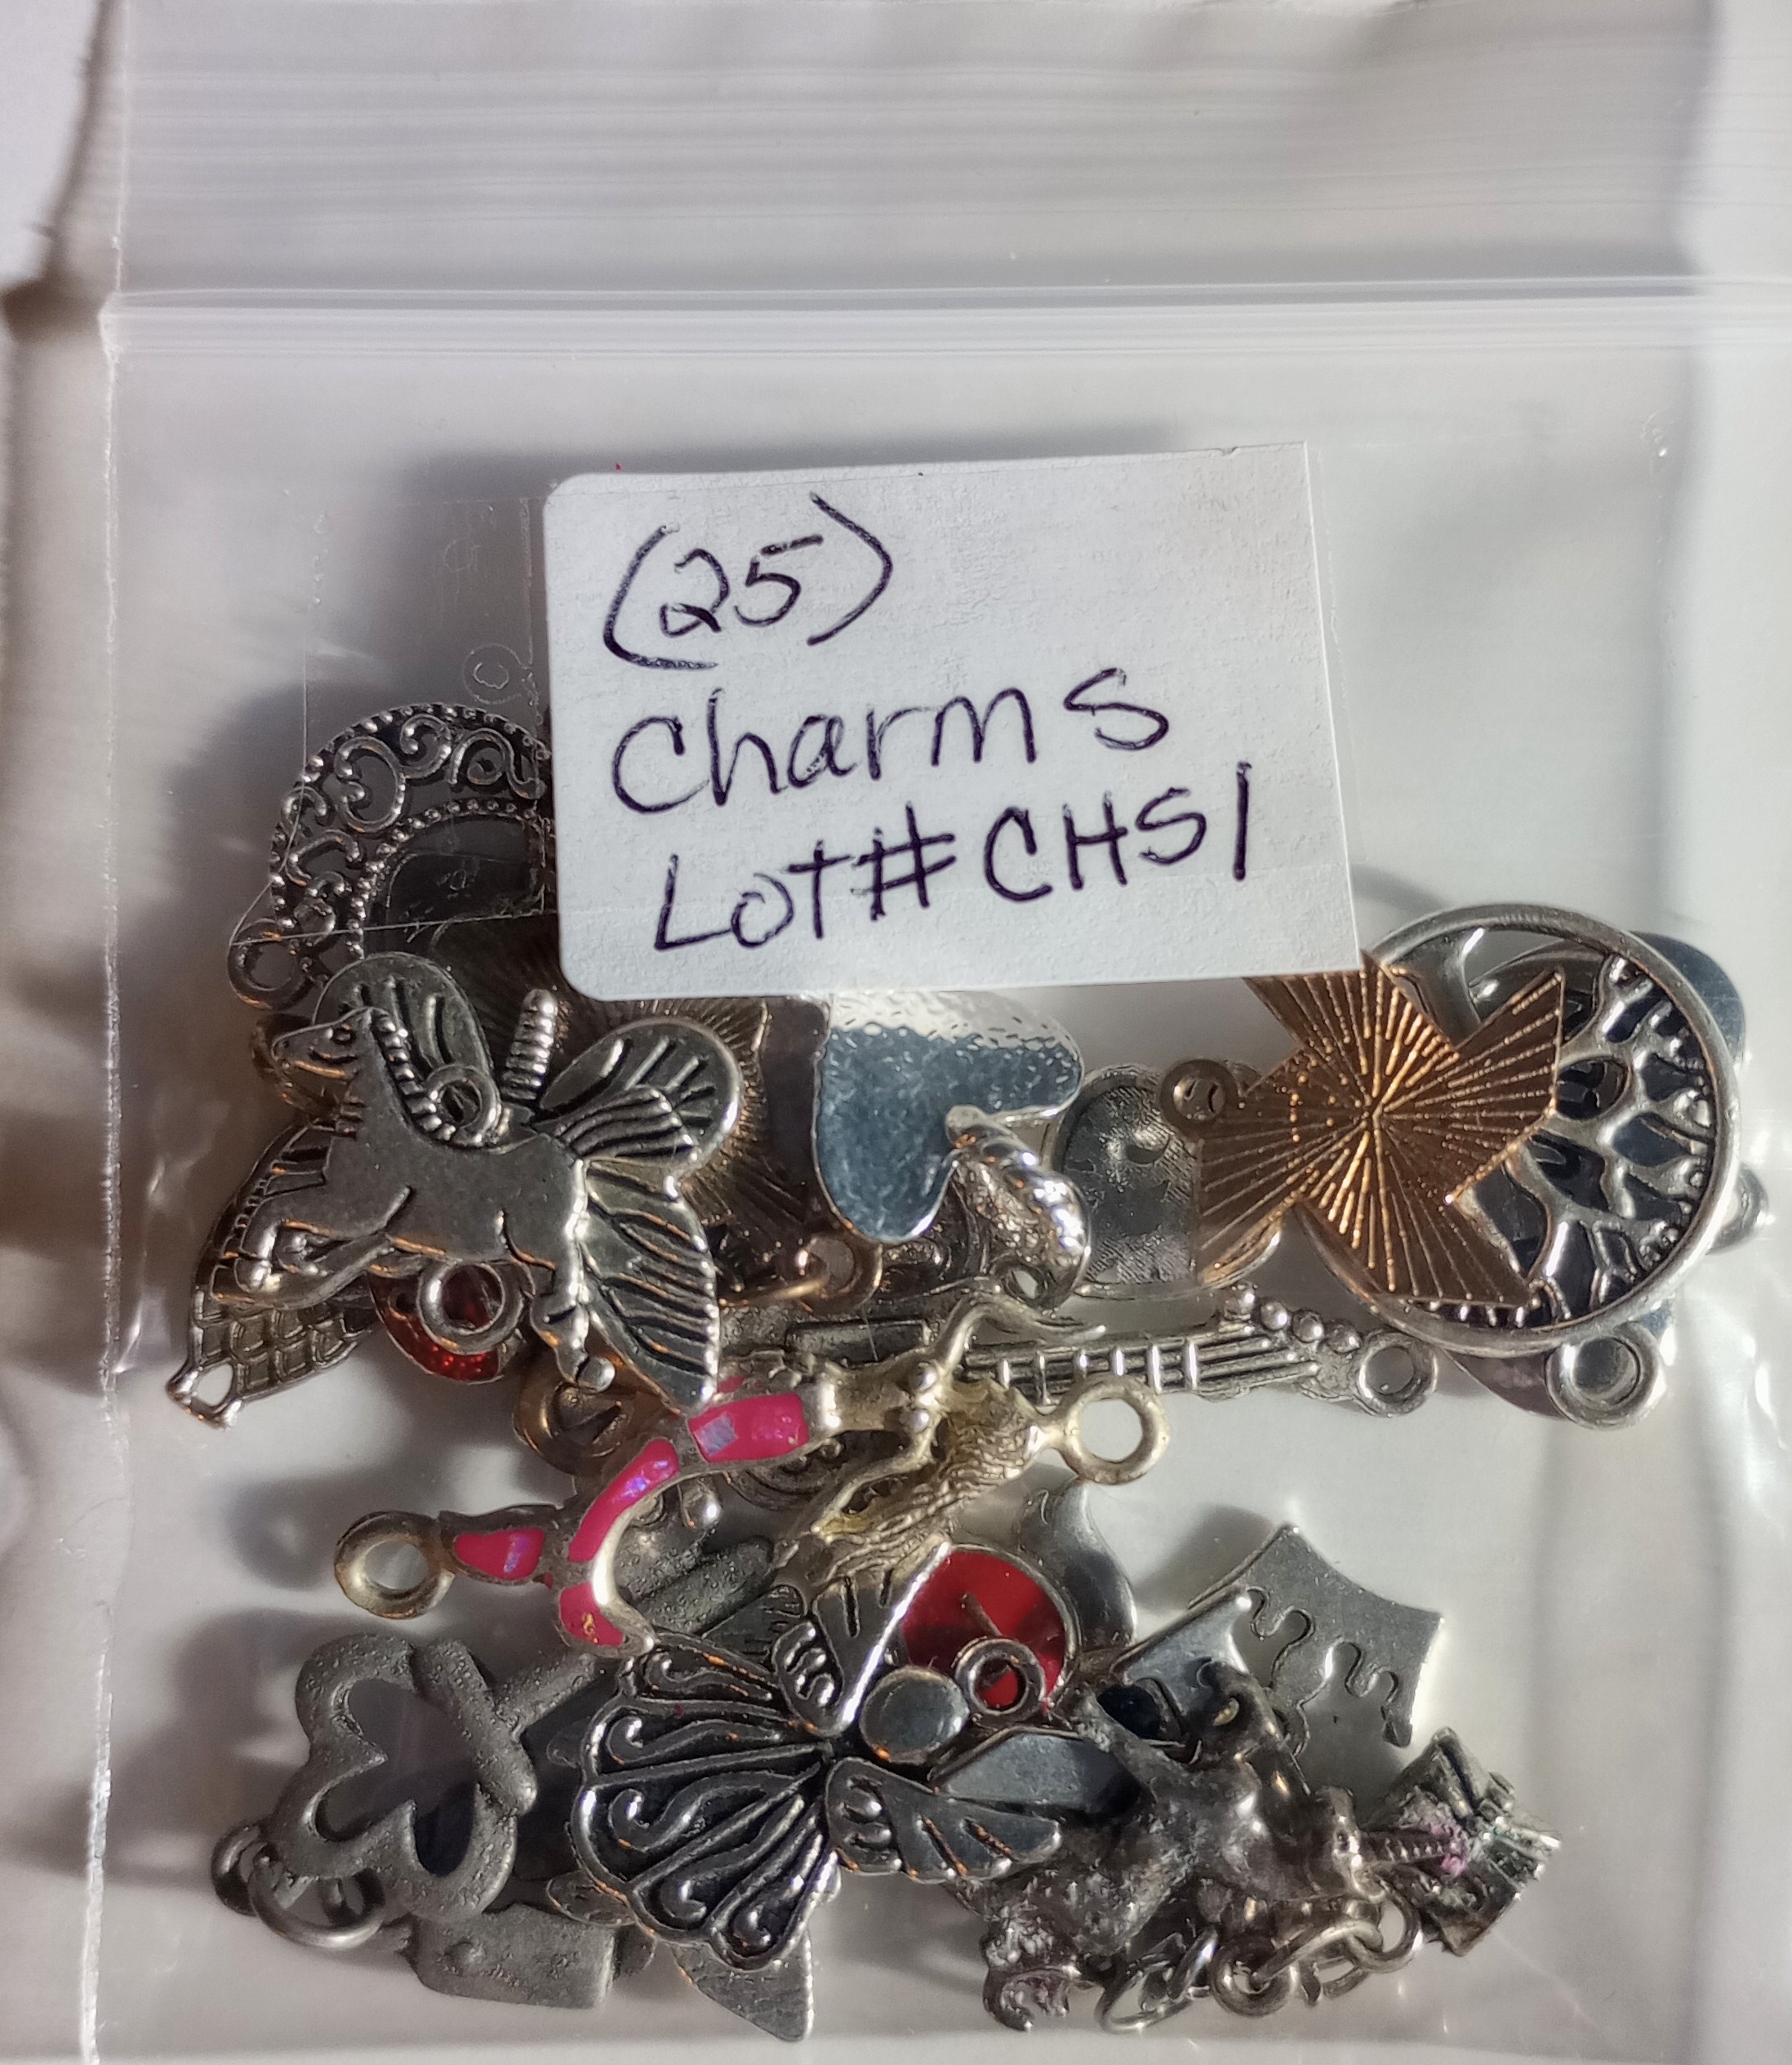 (25)
Charms
LOT# CHS1